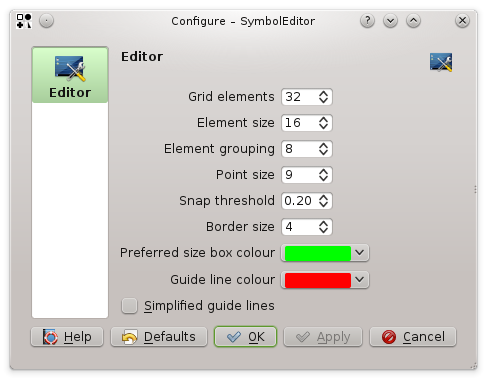 Configure – SymbolEditor
Editor
Editor
Grid elements 32
Element size 16
Element grouping 8
Point size 9
Snap threshold 0.20
Border size 4
Preferred size box colour
Guide line colour
Simplified guide lines
Help Defaults OK Apply Cancel